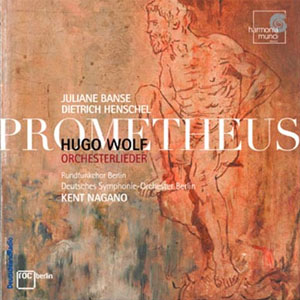 harmonia
mundi
JULIANE BANSE
DIETRICH HENSCHEL
PROMETHEUS
HUGO WOLF
ORCHESTERLIEDER
Rundfunkchor Berlin
Deutsches Symphonie-Orchester Berlin
KENT NAGANO
roc berlin